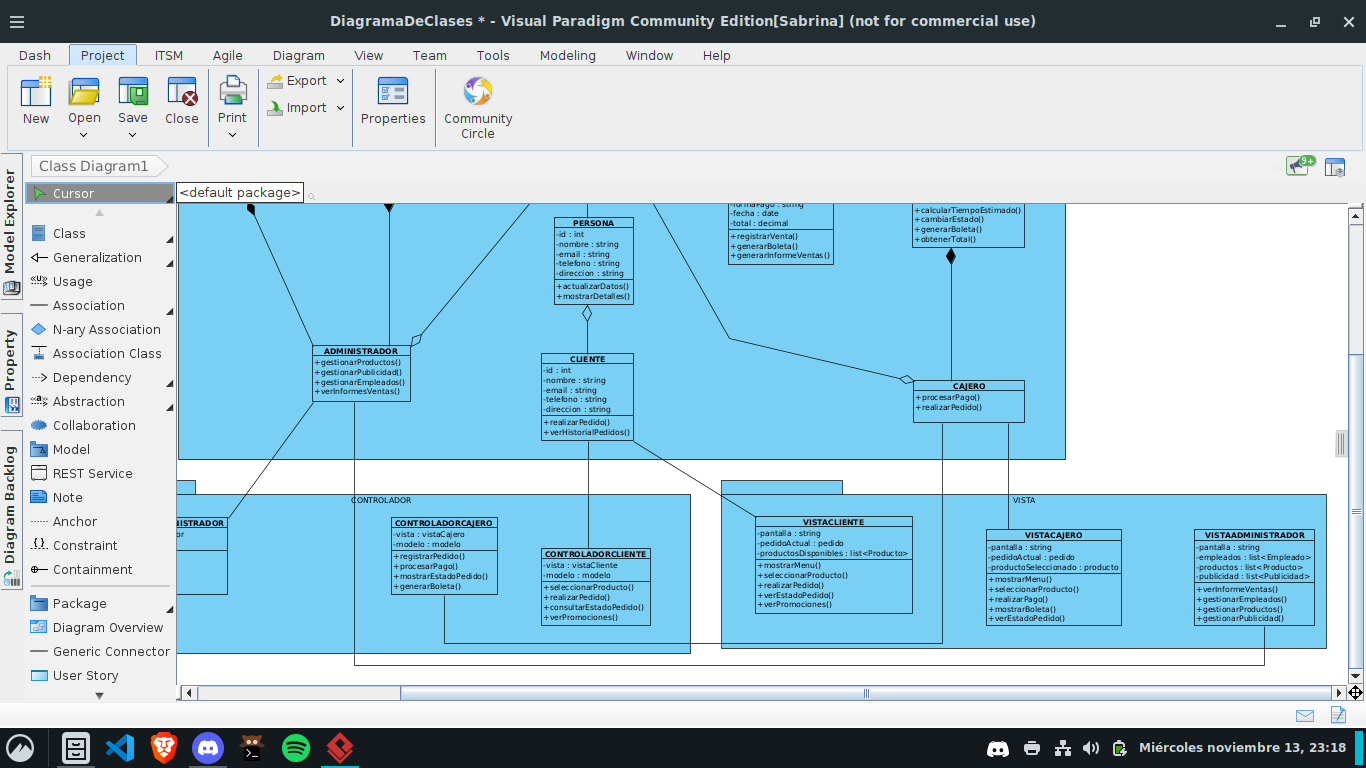 DiagramaDeClases * - Visual Paradigm Community Edition[Sabrina] (not for commercial use)
Dash Project ITSM Agile Diagram View Team Tools Modeling Window Help
New Open Save Close Print Export Import Properties Community Circle
Class Diagram1
9+
Model Explorer
Property
Diagram Backlog
Cursor
Class
Generalization
Usage
Association
N-ary Association
Association Class
Dependency
Abstraction
Collaboration
Model
REST Service
Note
Anchor
Constraint
Containment
Package
Diagram Overview
Generic Connector
User Story
<default package>
PERSONA
-id : int
-nombre : string
-email : string
-telefono : string
-direccion : string
+actualizarDatos()
+mostrarDetalles()
-fecha : date
-total : decimal
+registrarVenta()
+generarBoleta()
+generarInformeVentas()
+calcularTiempoEstimado()
+cambiarEstado()
+generarBoleta()
+obtenerTotal()
ADMINISTRADOR
+gestionarProductos()
+gestionarPublicidad()
+gestionarEmpleados()
+verInformesVentas()
CLIENTE
-id : int
-nombre : string
-email : string
-telefono : string
-direccion : string
+realizarPedido()
+verHistorialPedidos()
CAJERO
+procesarPago()
+realizarPedido()
CONTROLADOR
NISTRADOR
or
CONTROLADORCAJERO
-vista : vistaCajero
-modelo : modelo
+registrarPedido()
+procesarPago()
+mostrarEstadoPedido()
+generarBoleta()
CONTROLADORCLIENTE
-vista : vistaCliente
-modelo : modelo
+seleccionarProducto()
+realizarPedido()
+consultarEstadoPedido()
+verPromociones()
VISTA
VISTACLIENTE
-pantalla : string
-pedidoActual : pedido
-productosDisponibles : list<Producto>
+mostrarMenu()
+seleccionarProducto()
+realizarPedido()
+verEstadoPedido()
+verPromociones()
VISTACAJERO
-pantalla : string
-pedidoActual : pedido
-productoSeleccionado : producto
+mostrarMenu()
+seleccionarProducto()
+realizarPago()
+mostrarBoleta()
+verEstadoPedido()
VISTAADMINISTRADOR
-pantalla : string
-empleados : list<Empleado>
-productos : list<Producto>
-publicidad : list<Publicidad>
+verInformeVentas()
+gestionarEmpleados()
+gestionarProductos()
+gestionarPublicidad()
Miércoles noviembre 13, 23:18